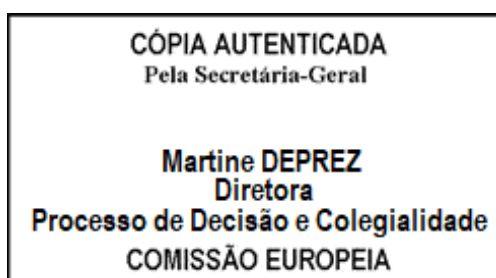 CÓPIA AUTENTICADA
Pela Secretária-Geral
Martine DEPREZ
Diretora
Processo de Decisão e Colegialidade
COMISSÃO EUROPEIA